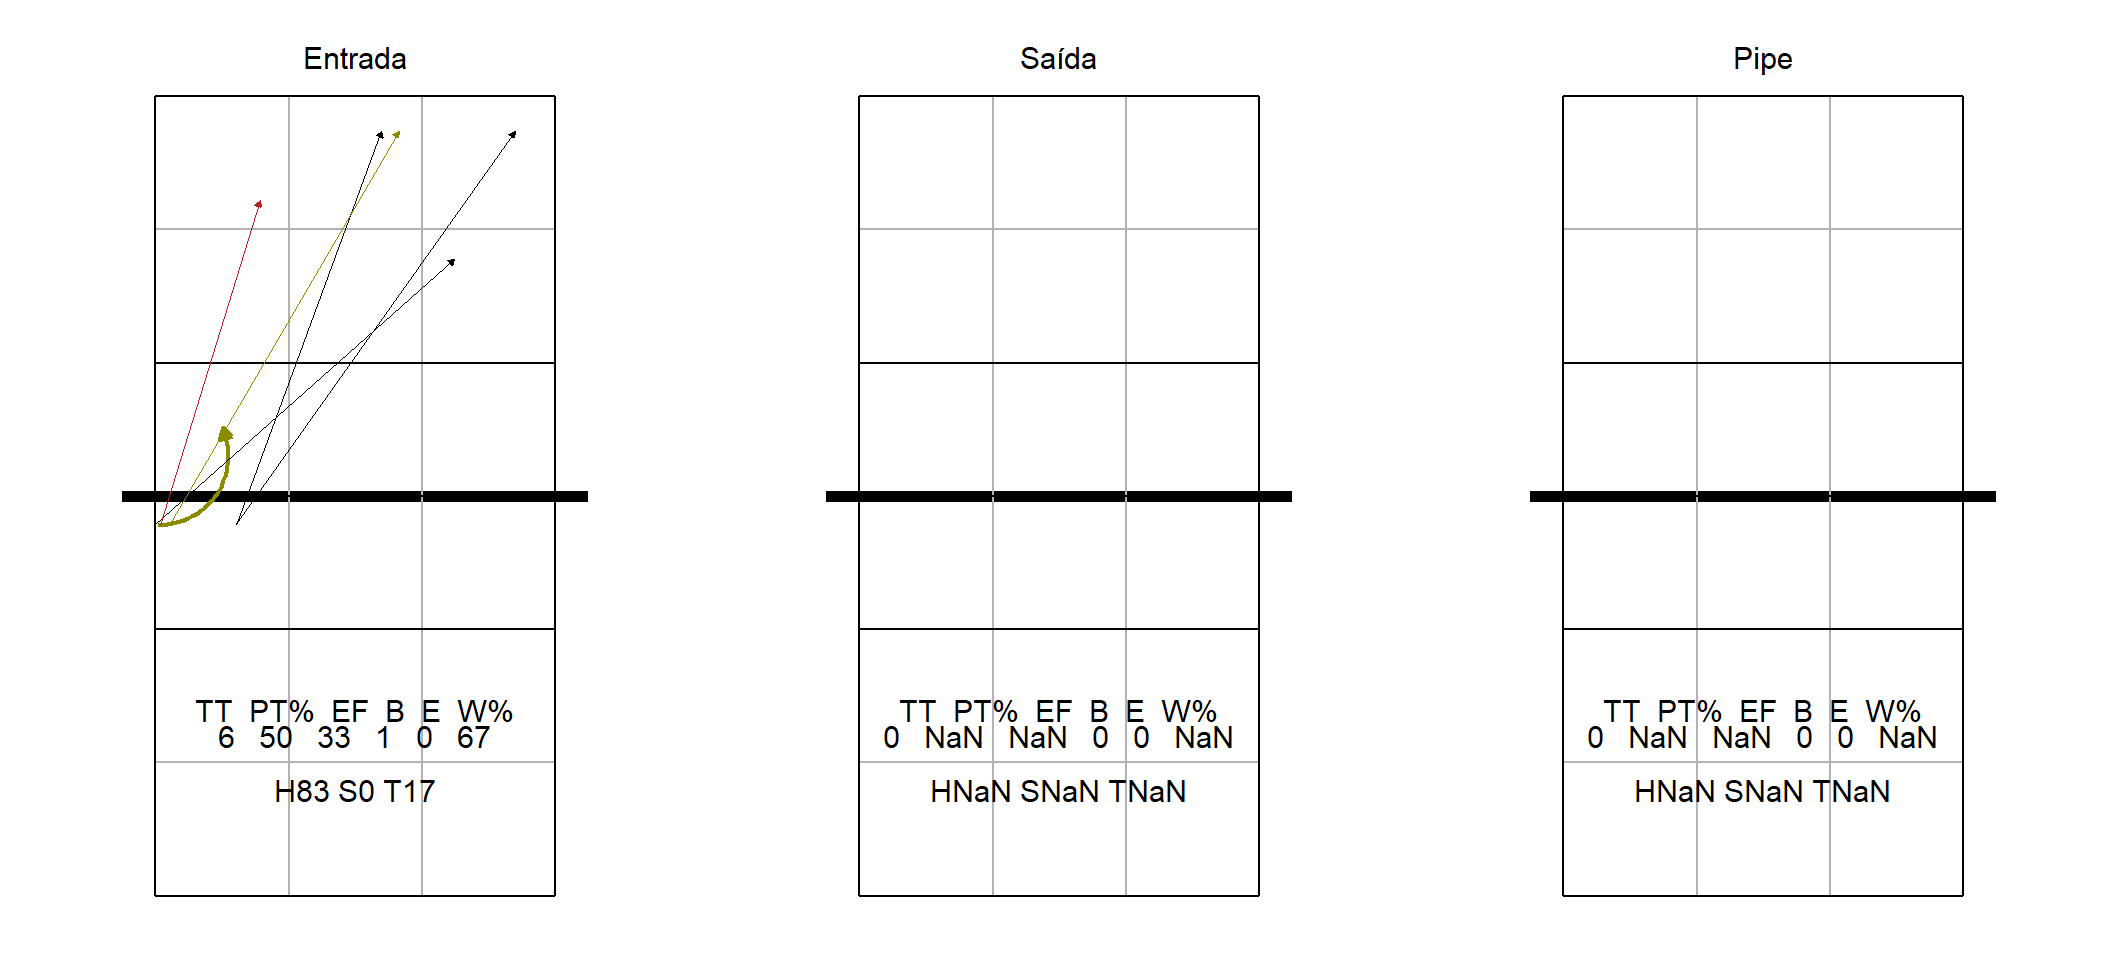 Entrada
Saída
Pipe
TT PT% EF B E W%
6 50 33 1 0 67
H83 S0 T17
TT PT% EF B E W%
0 NaN NaN 0 0 NaN
HNaN SNaN TNaN
TT PT% EF B E W%
0 NaN NaN 0 0 NaN
HNaN SNaN TNaN